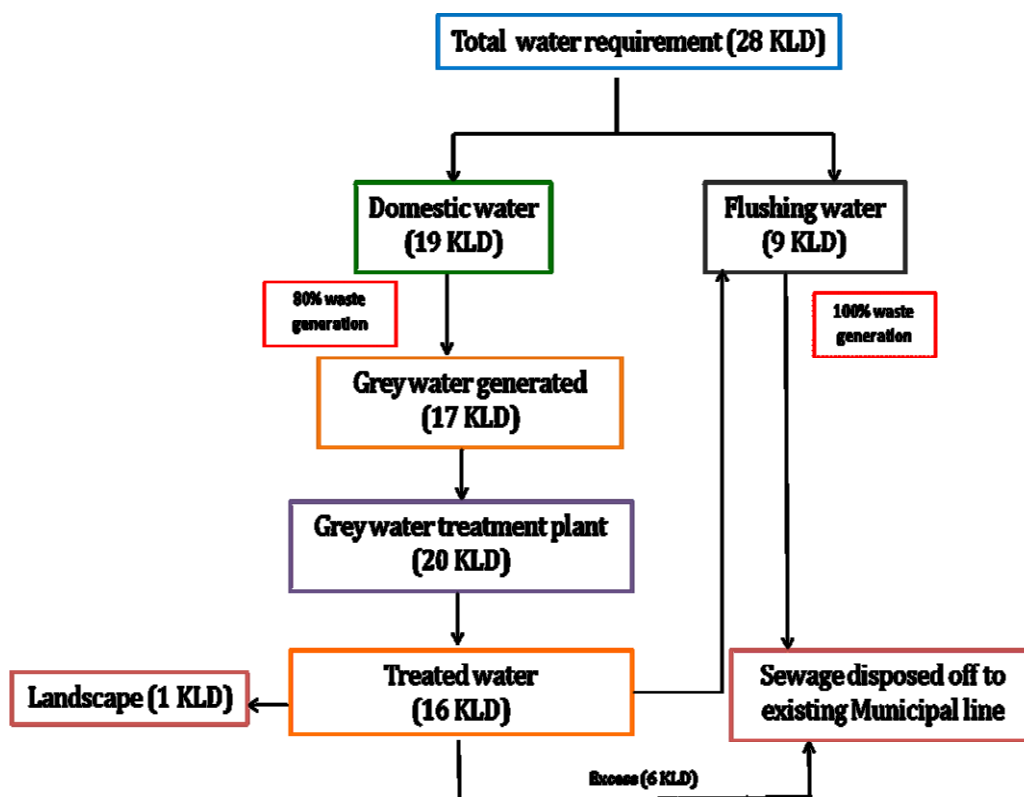 Total water requirement (28 KLD)
Domestic water
(19 KLD)
Flushing water
(9 KLD)
80% waste
generation
100% waste
generation
Grey water generated
(17 KLD)
Grey water treatment plant
(20 KLD)
Treated water
(16 KLD)
Landscape (1 KLD)
Sewage disposed off to
existing Municipal line
Excess (6 KLD)